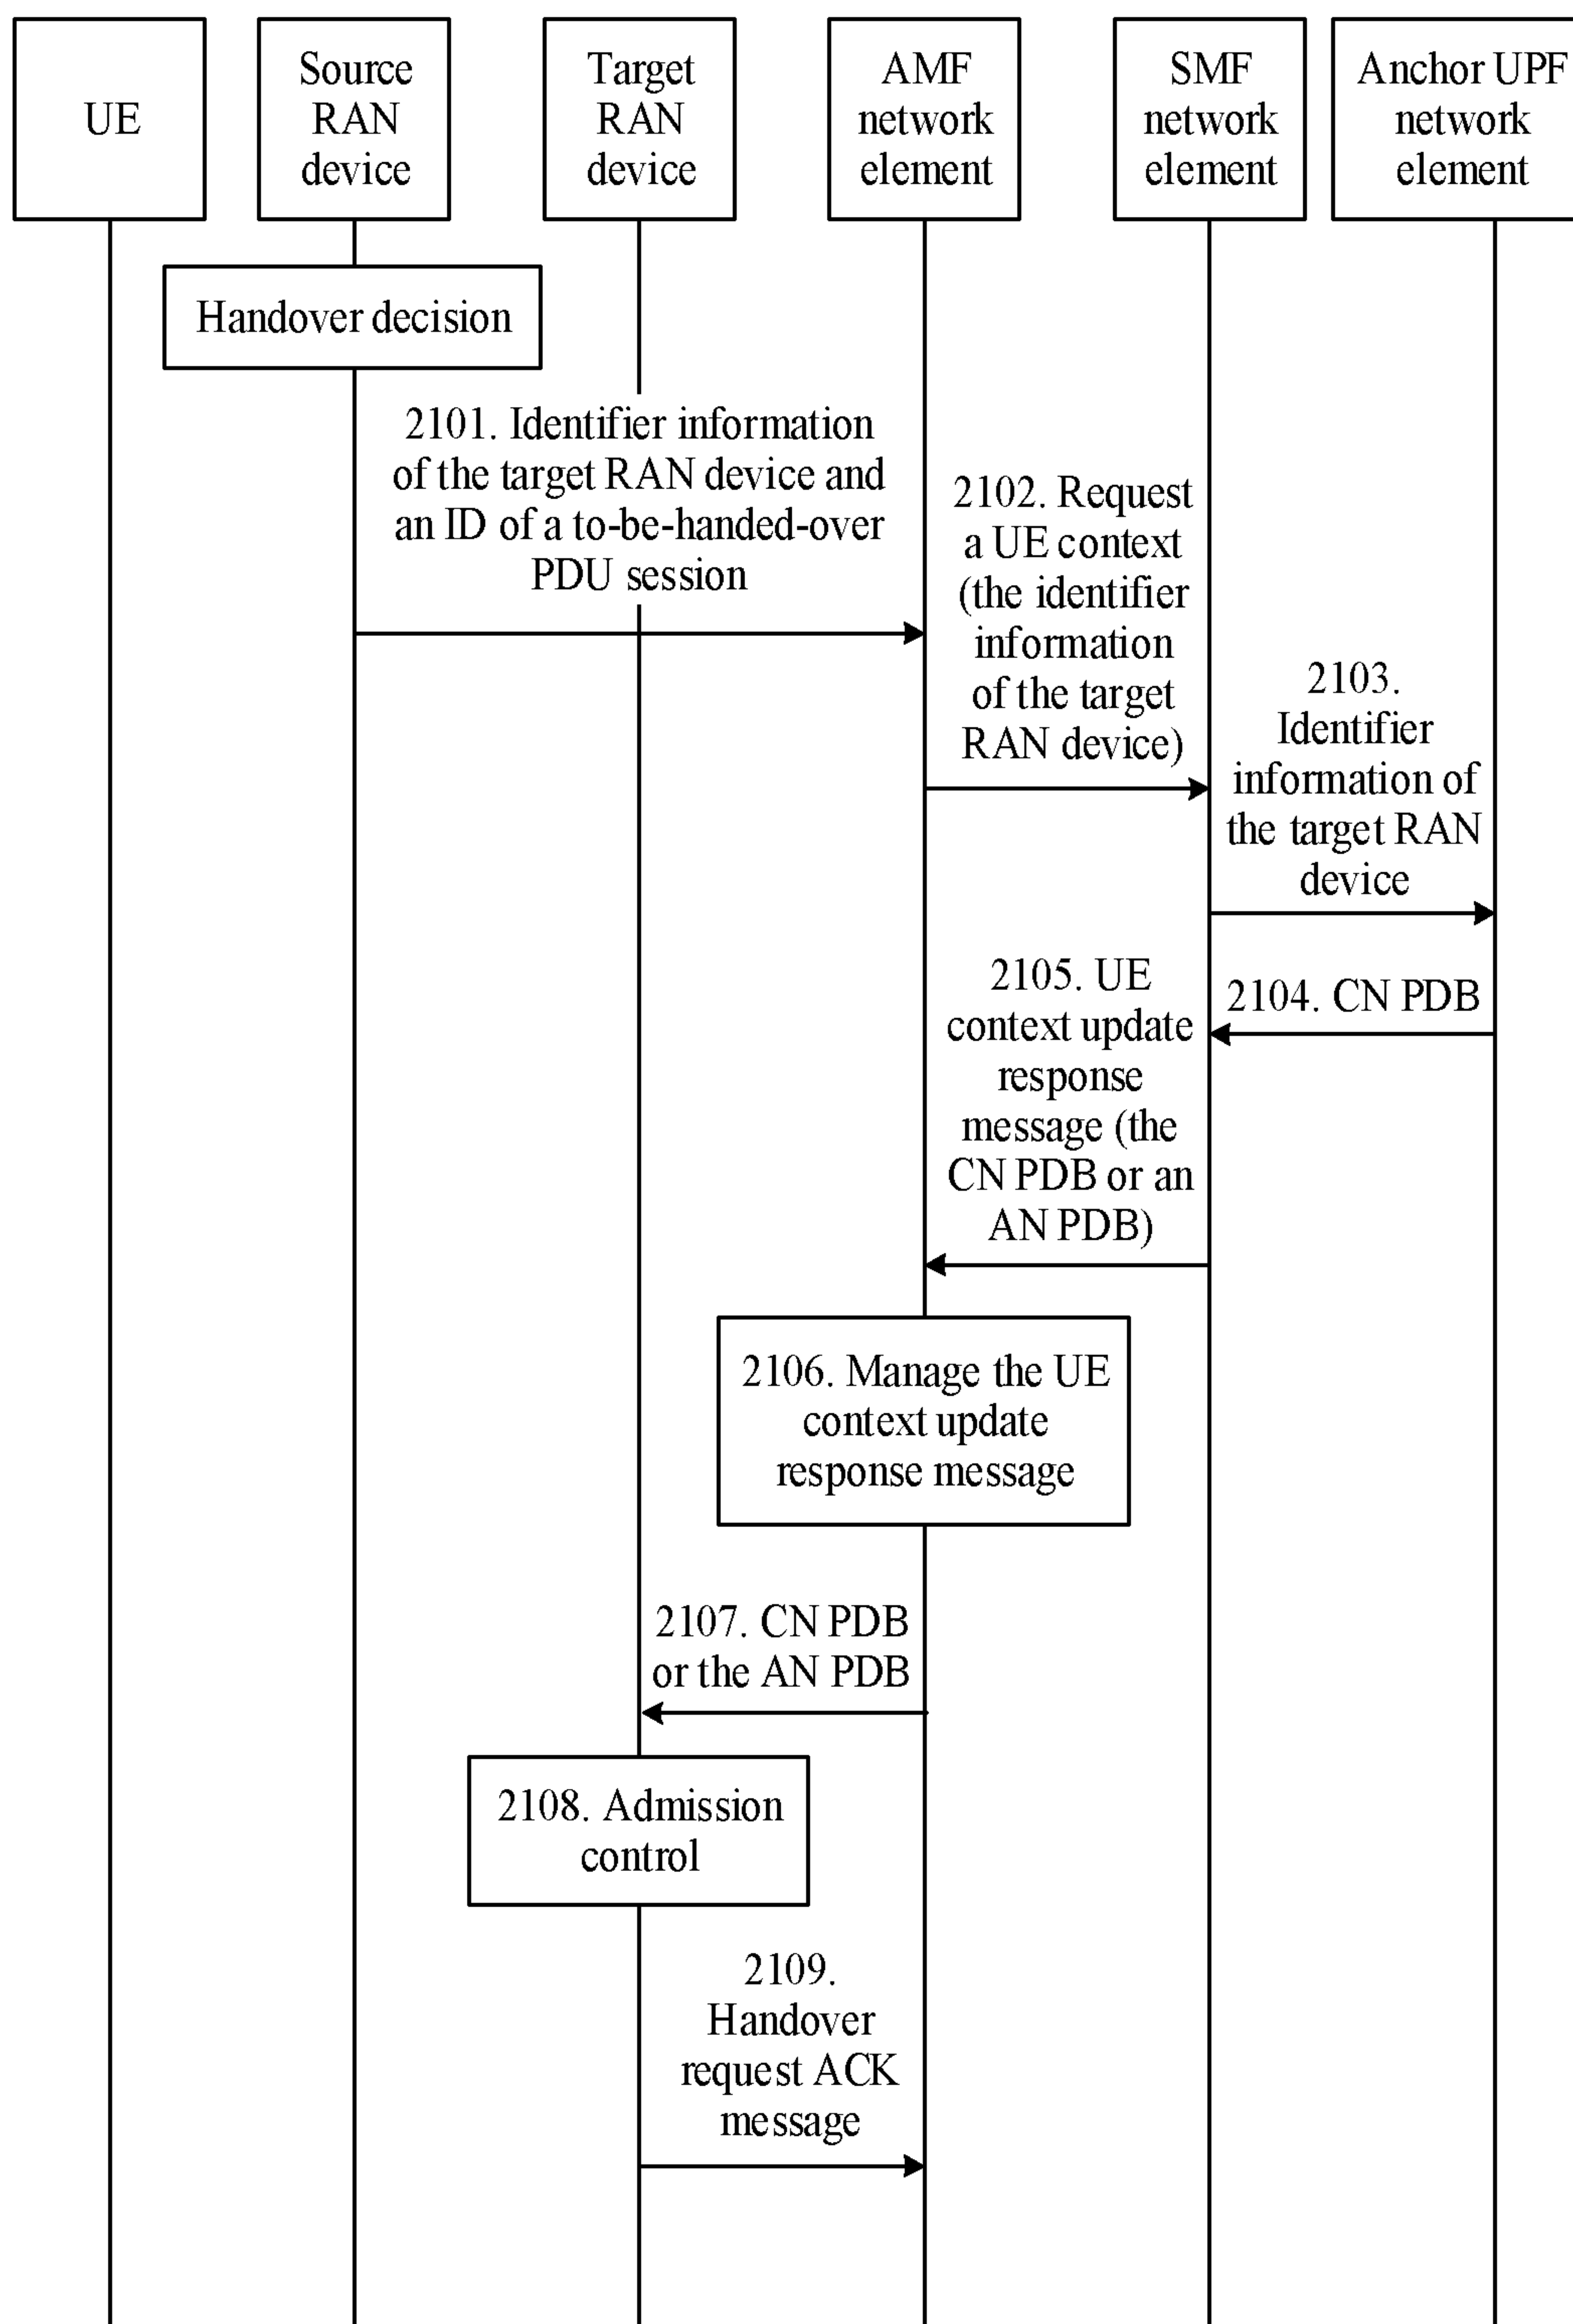 UE
Source
RAN
device
Target
RAN
device
AMF
network
element
SMF
network
element
Anchor UPF
network
element
Handover decision
2101. Identifier information
of the target RAN device and
an ID of a to-be-handed-over
PDU session
2102. Request
a UE context
(the identifier
information
of the target
RAN device)
2103.
Identifier
information of
the target RAN
device
2104. CN PDB
2105. UE
context update
response
message (the
CN PDB or an
AN PDB)
2106. Manage the UE
context update
response message
2107. CN PDB
or the AN PDB
2108. Admission
control
2109.
Handover
request ACK
message